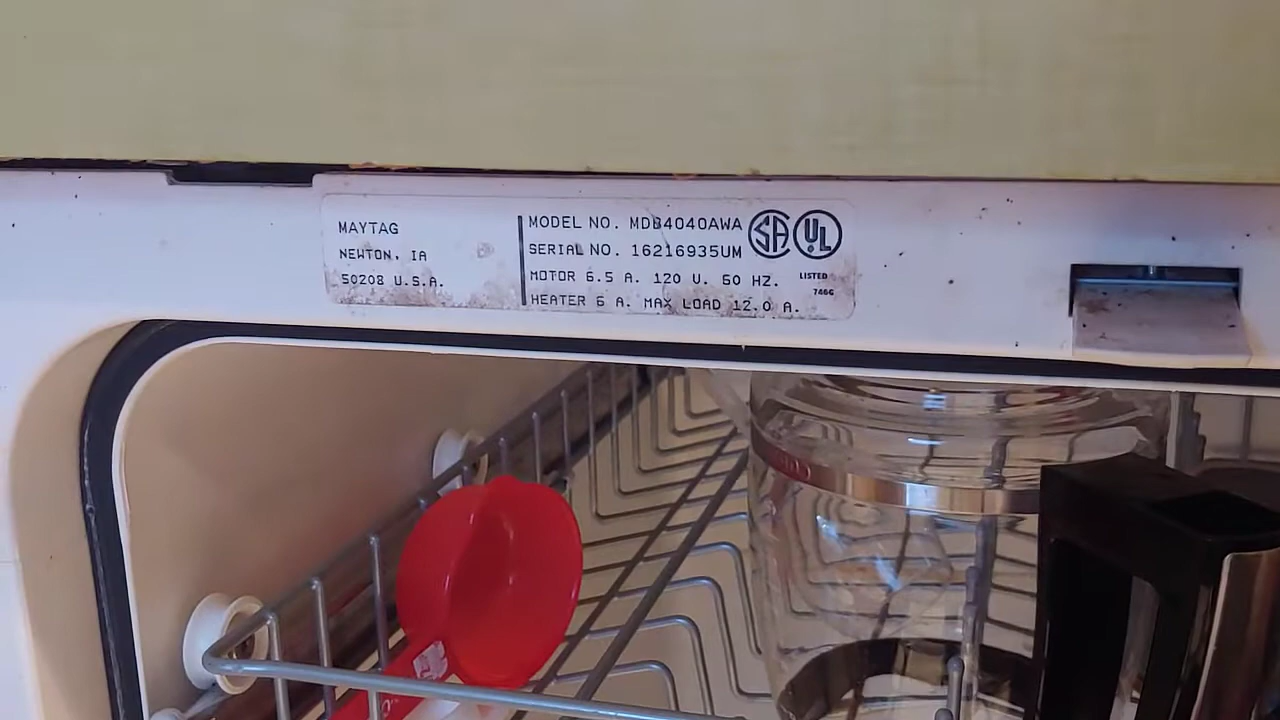 MAYTAG
NEWTON, IA
50208 U.S.A.
MODEL NO. MDB4040AWA
SERIAL NO. 16216935UM
MOTOR 6.5 A. 120 V. 60 HZ.
HEATER 6 A. MAX LOAD 12.0 A.
SA UL
LISTED
746G